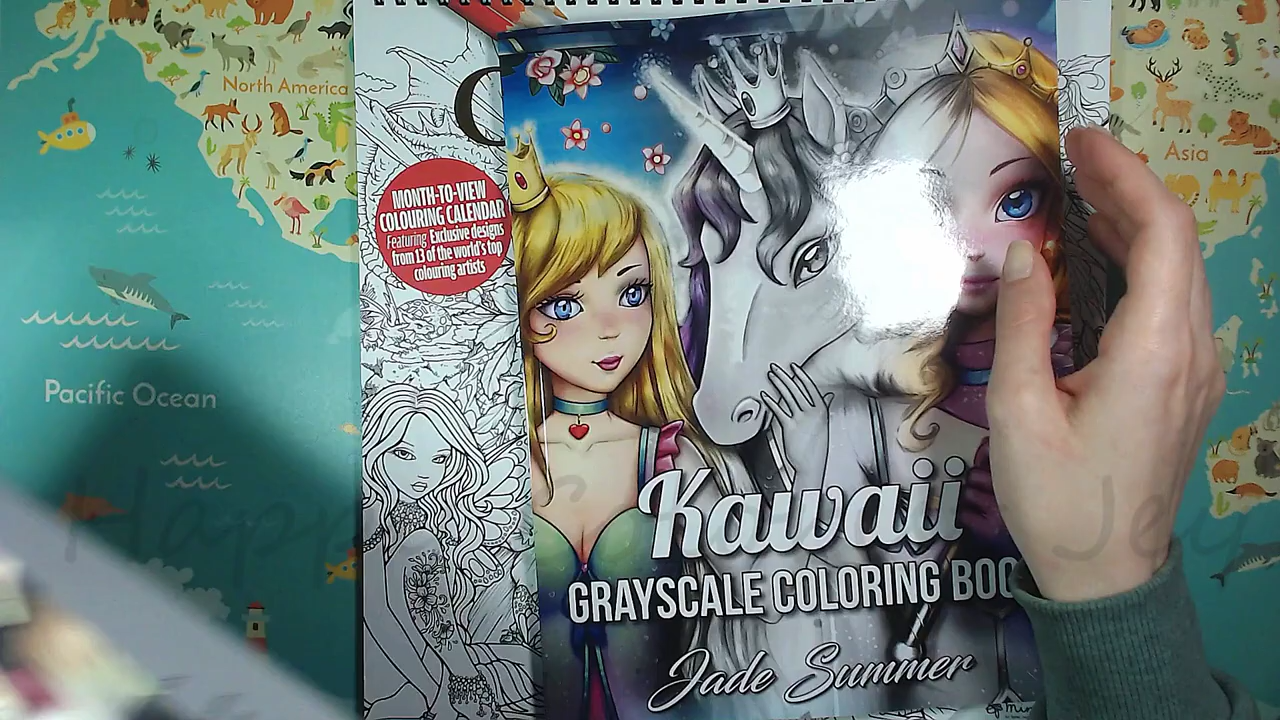 North America
Asia
Pacific Ocean
C
MONTH-TO-VIEW
COLOURING CALENDAR
Featuring Exclusive designs
from 13 of the world's top
colouring artists
Kawaii
GRAYSCALE COLORING BOO
Jade Summer